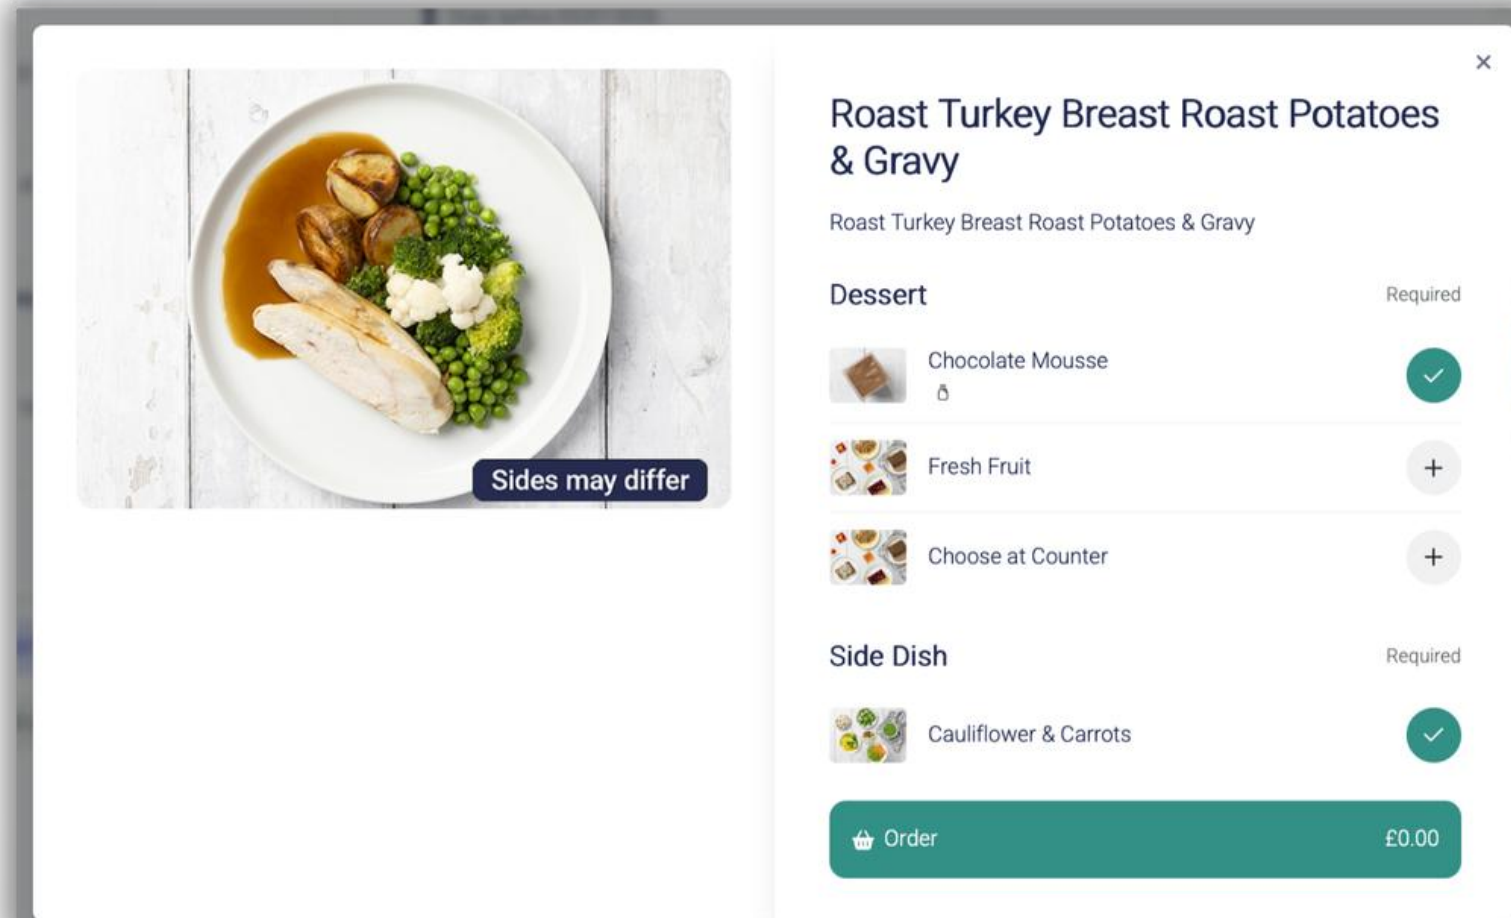 Sides may differ
Roast Turkey Breast Roast Potatoes
& Gravy
Roast Turkey Breast Roast Potatoes & Gravy
Dessert
Required
Chocolate Mousse
Fresh Fruit
Choose at Counter
Side Dish
Required
Cauliflower & Carrots
Order
£0.00